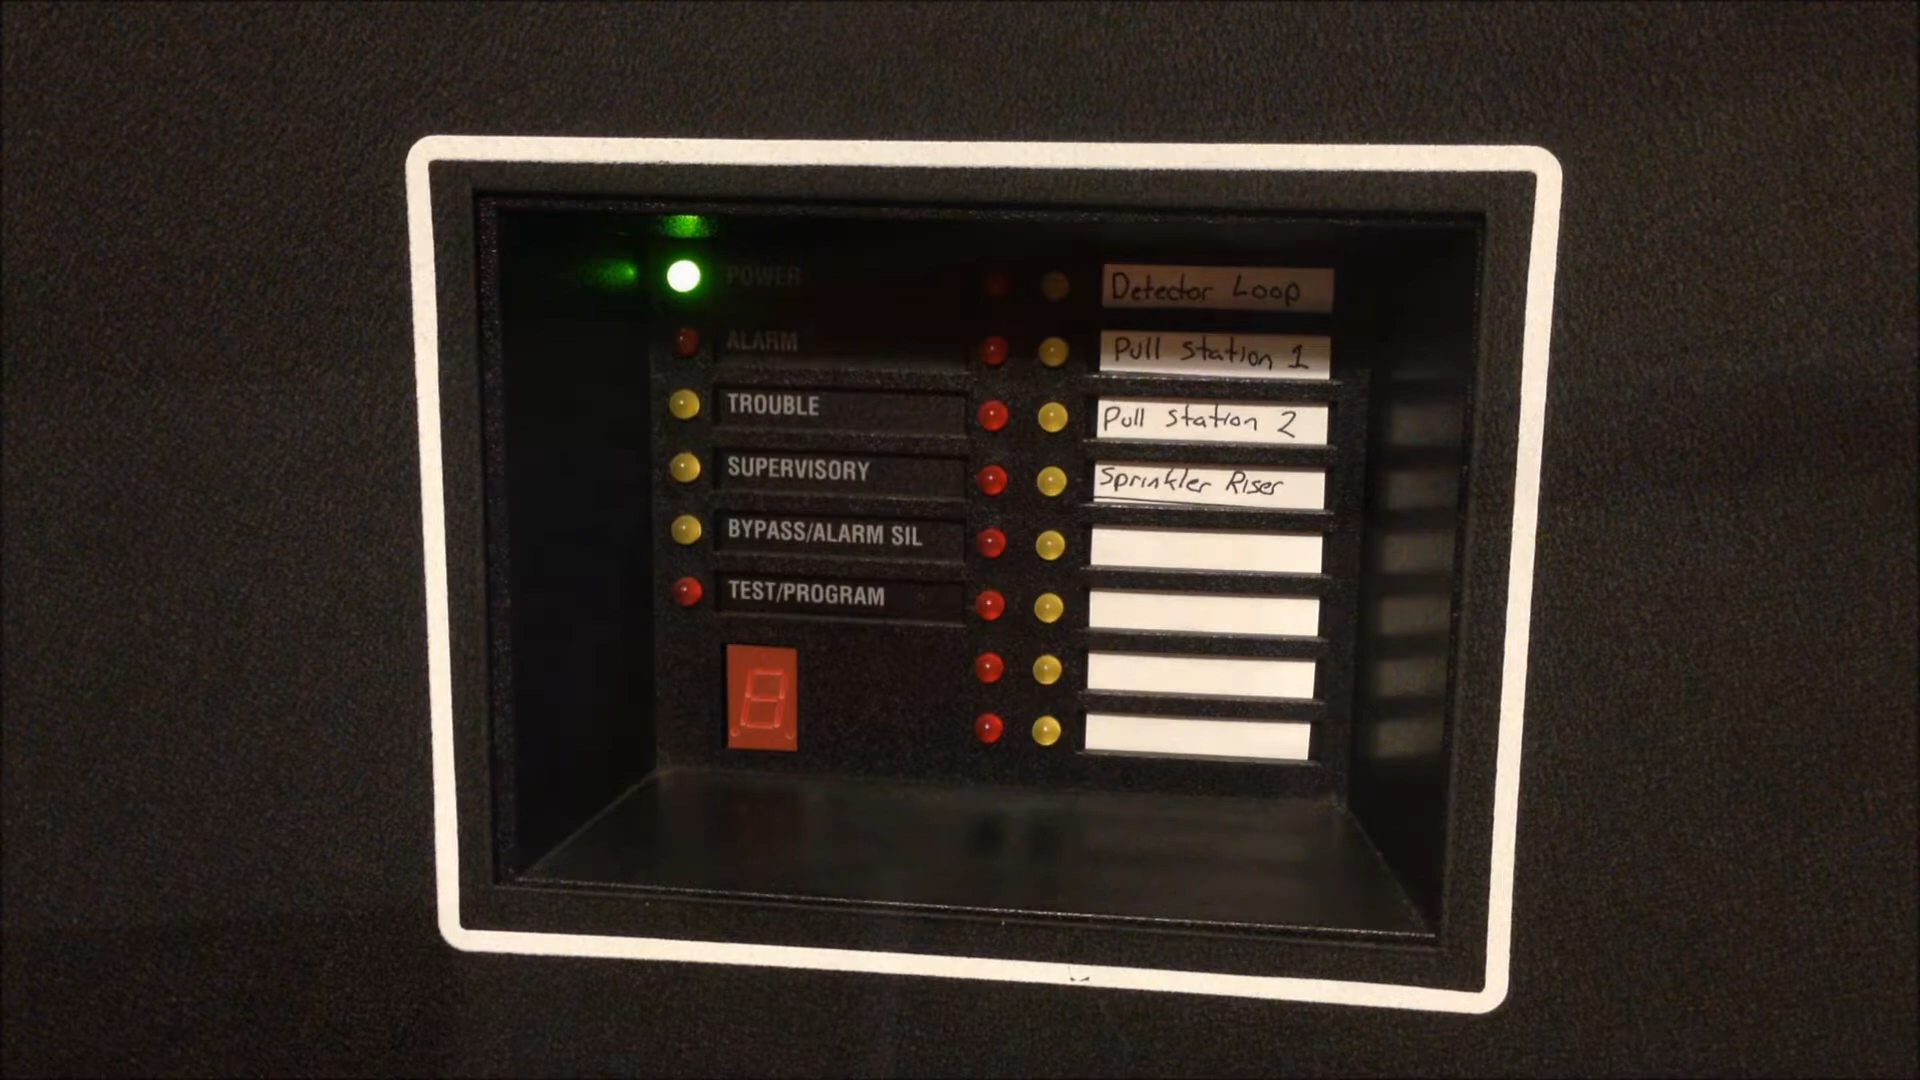 POWER
ALARM
TROUBLE
SUPERVISORY
BYPASS/ALARM SIL
TEST/PROGRAM
8
Detector Loop
Pull Station 1
Pull Station 2
Sprinkler Riser